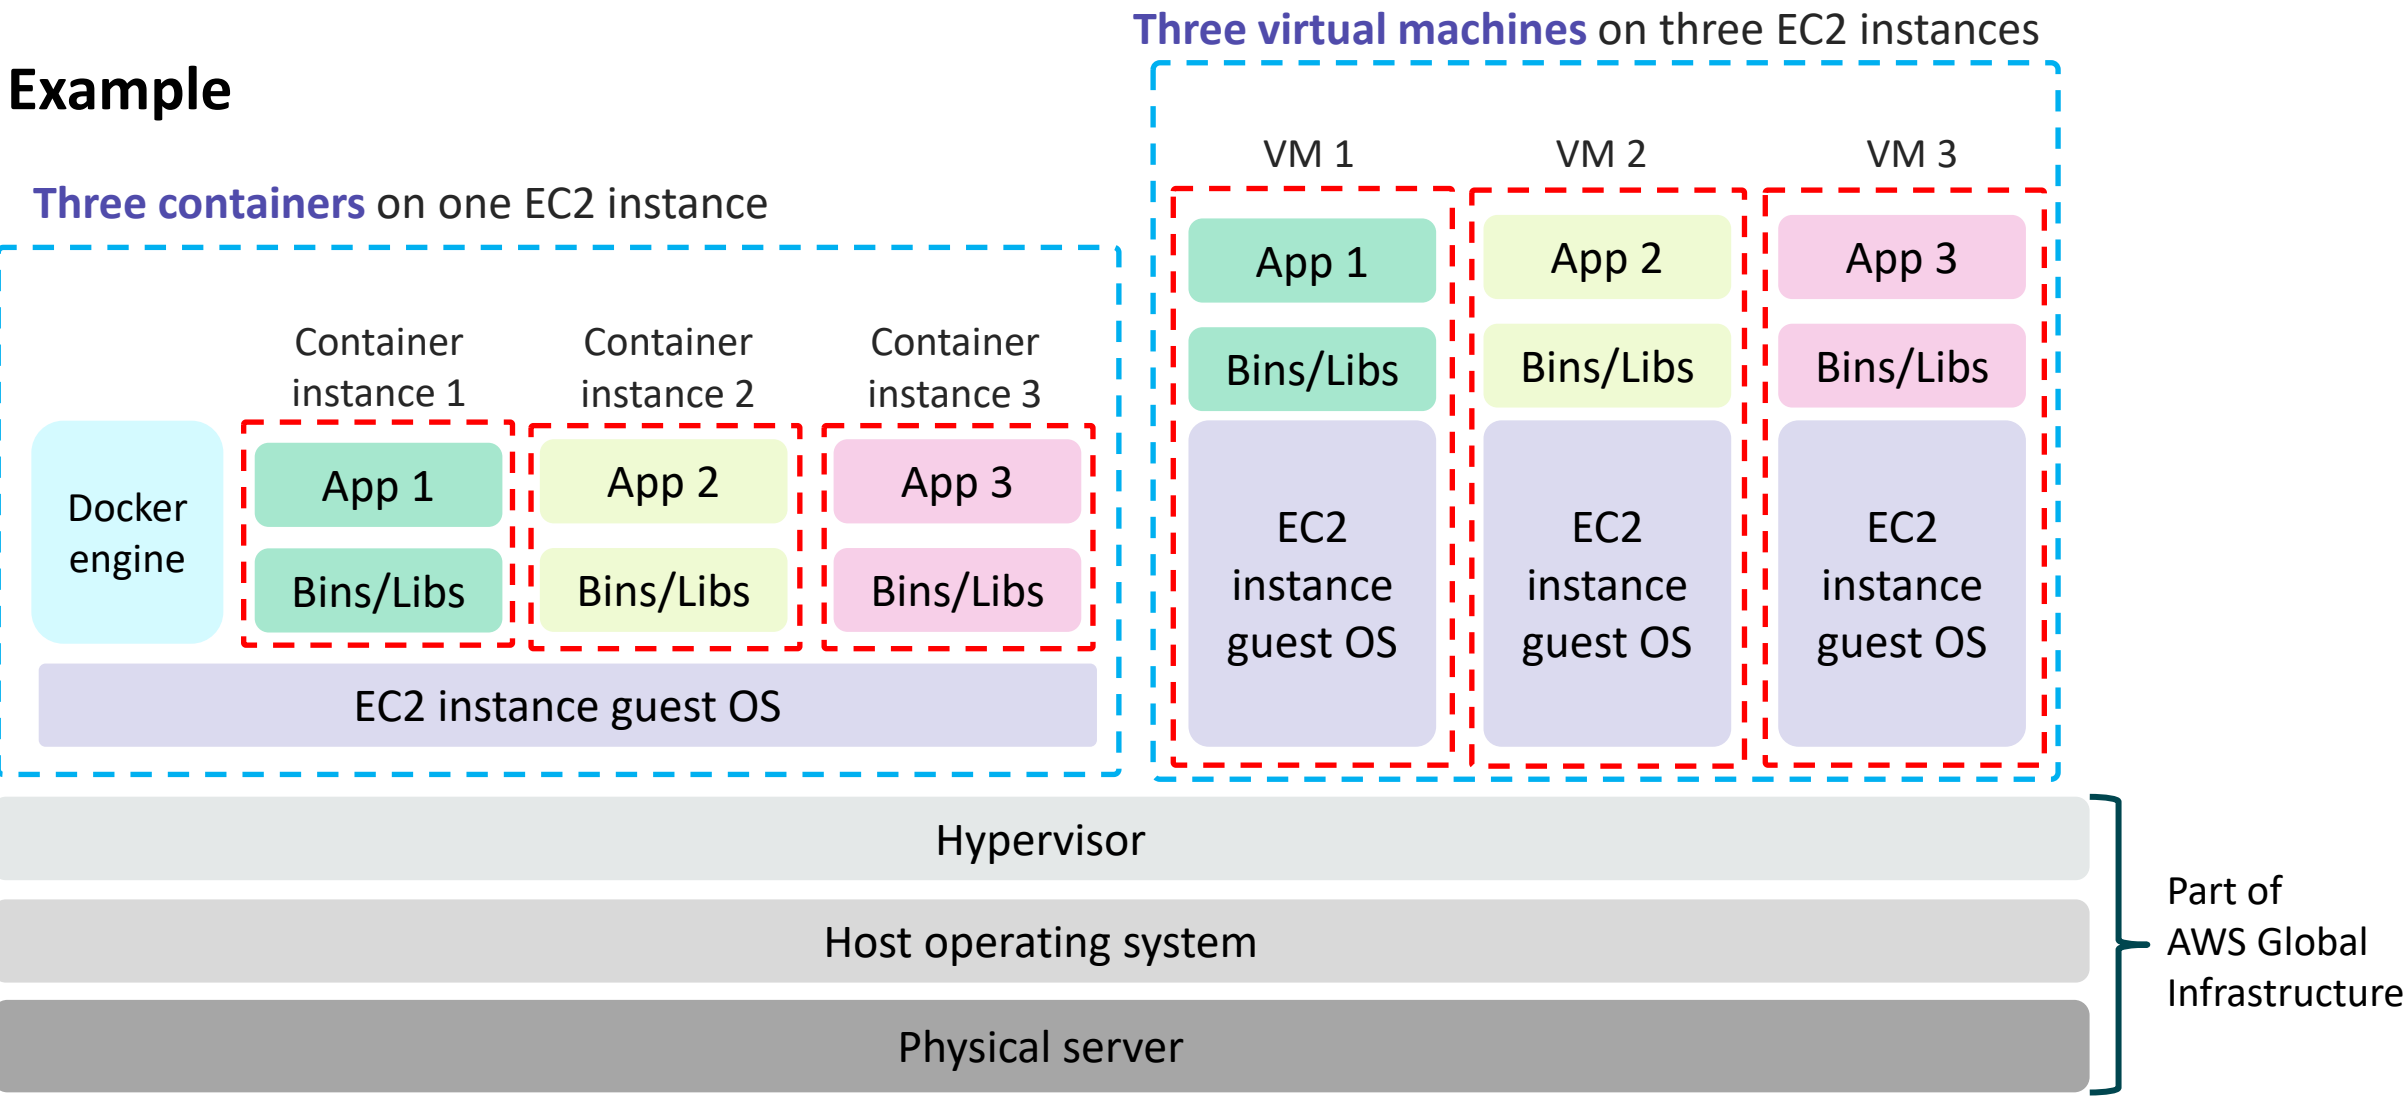 Example
Three containers on one EC2 instance
Container
instance 1
Container
instance 2
Container
instance 3
Docker
engine
App 1
Bins/Libs
App 2
Bins/Libs
App 3
Bins/Libs
EC2 instance guest OS
Three virtual machines on three EC2 instances
VM 1
App 1
Bins/Libs
EC2
instance
guest OS
VM 2
App 2
Bins/Libs
EC2
instance
guest OS
VM 3
App 3
Bins/Libs
EC2
instance
guest OS
Hypervisor
Host operating system
Physical server
Part of
AWS Global
Infrastructure